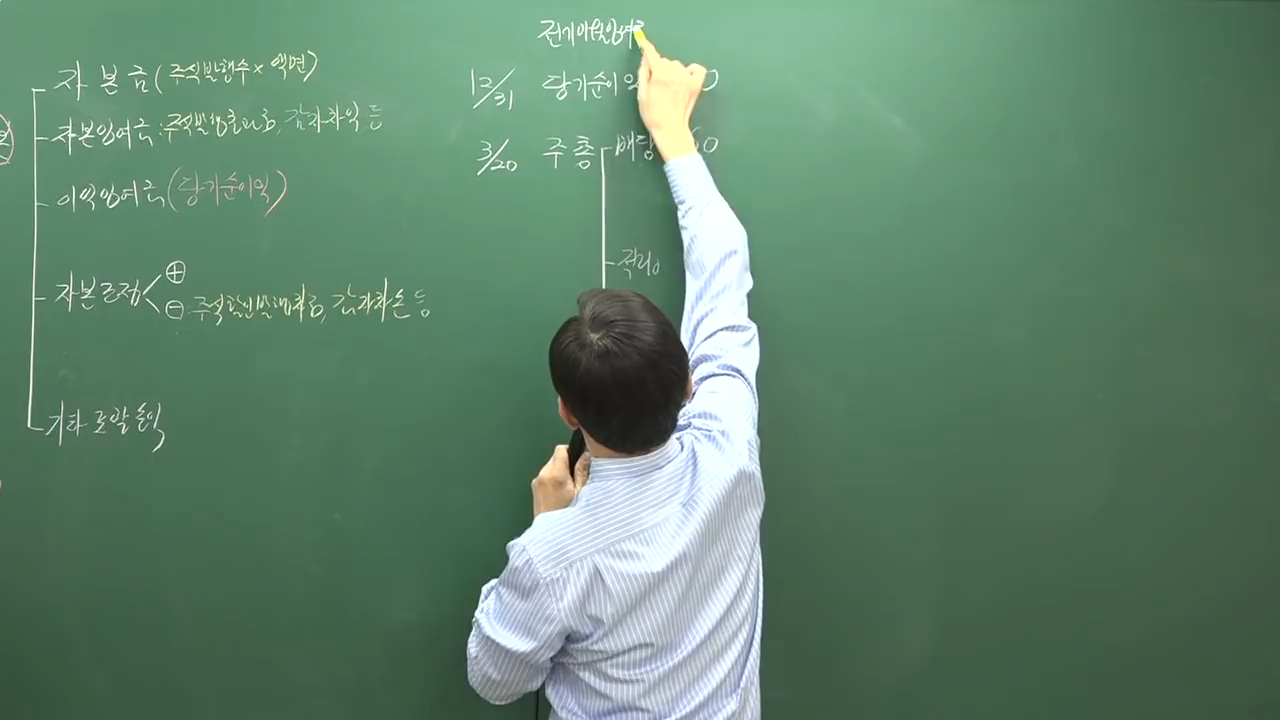 자본금 (주식발행수 × 액면)
자본잉여금 : 주식발행초과금, 감자차익 등
이익잉여금 (당기순이익)
자본조정
⊕
⊖ : 주식할인발행차금, 감자차손 등
기타포괄손익
전기이월잉여
12/31 당기순이
3/20 주총 배당
적립